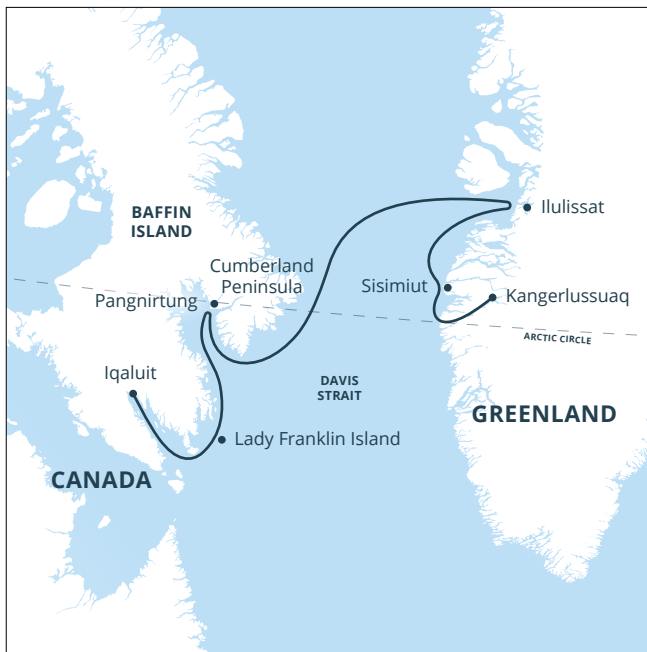 Ilulissat
BAFFIN
ISLAND
Cumberland
Peninsula
Sisimiut
Kangerlussuaq
Pangnirtung
ARCTIC CIRCLE
Iqaluit
DAVIS
STRAIT
GREENLAND
Lady Franklin Island
CANADA